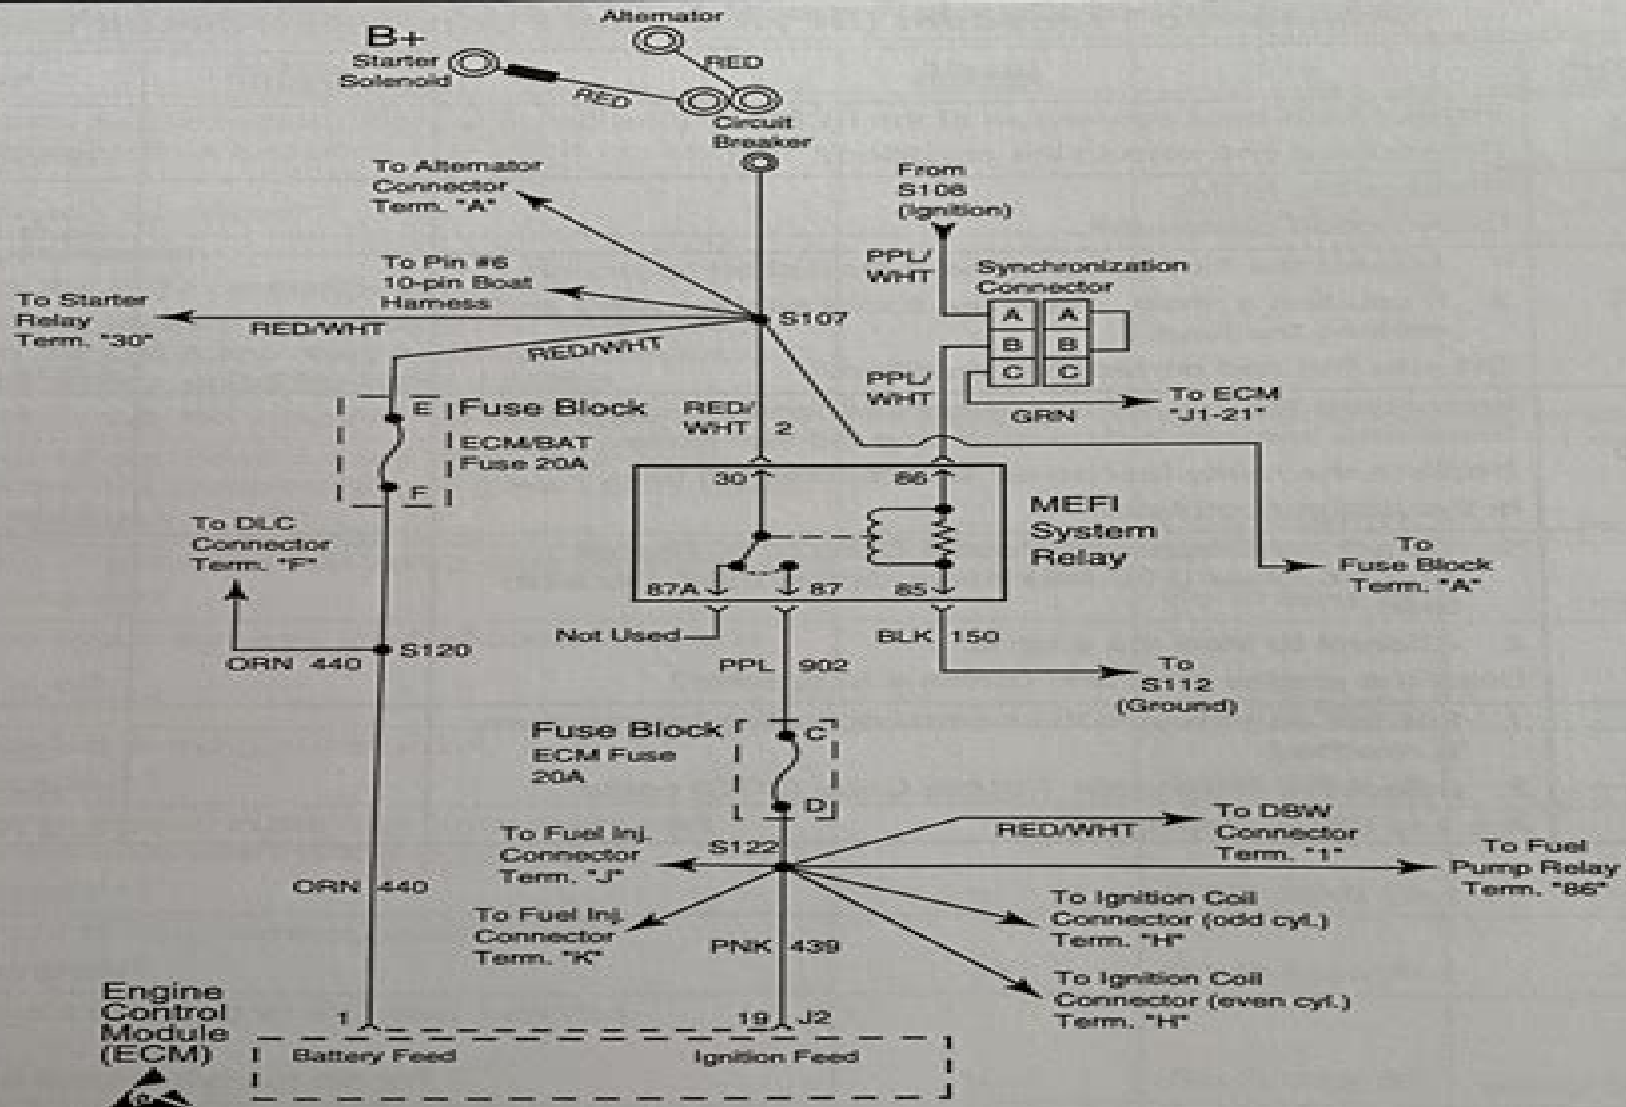 Alternator
B+
Starter
Solenoid
RED
RED
Circuit
Breaker
To Alternator
Connector
Term. "A"
From
S106
(Ignition)
PPL/
WHT
Synchronization
Connector
A A
B B
C C
To Pin #6
10-pin Boat
Harness
To Starter
Relay
Term. "30"
RED/WHT
S107
RED/WHT
PPL/
WHT
To ECM
"J1-21"
GRN
E
Fuse Block
ECM/BAT
Fuse 20A
F
RED/
WHT 2
30
86
MEFI
System
Relay
87A
87
85
To
Fuse Block
Term. "A"
To DLC
Connector
Term. "F"
Not Used
BLK 150
ORN 440
S120
PPL 902
To
S112
(Ground)
Fuse Block
ECM Fuse
20A
C
D
To Fuel Inj.
Connector
Term. "J"
S122
RED/WHT
To DBW
Connector
Term. "1"
To Fuel
Pump Relay
Term. "86"
ORN 440
To Fuel Inj.
Connector
Term. "K"
PNK 439
To Ignition Coil
Connector (odd cyl.)
Term. "H"
To Ignition Coil
Connector (even cyl.)
Term. "H"
Engine
Control
Module
(ECM)
1
19 J2
Battery Feed
Ignition Feed